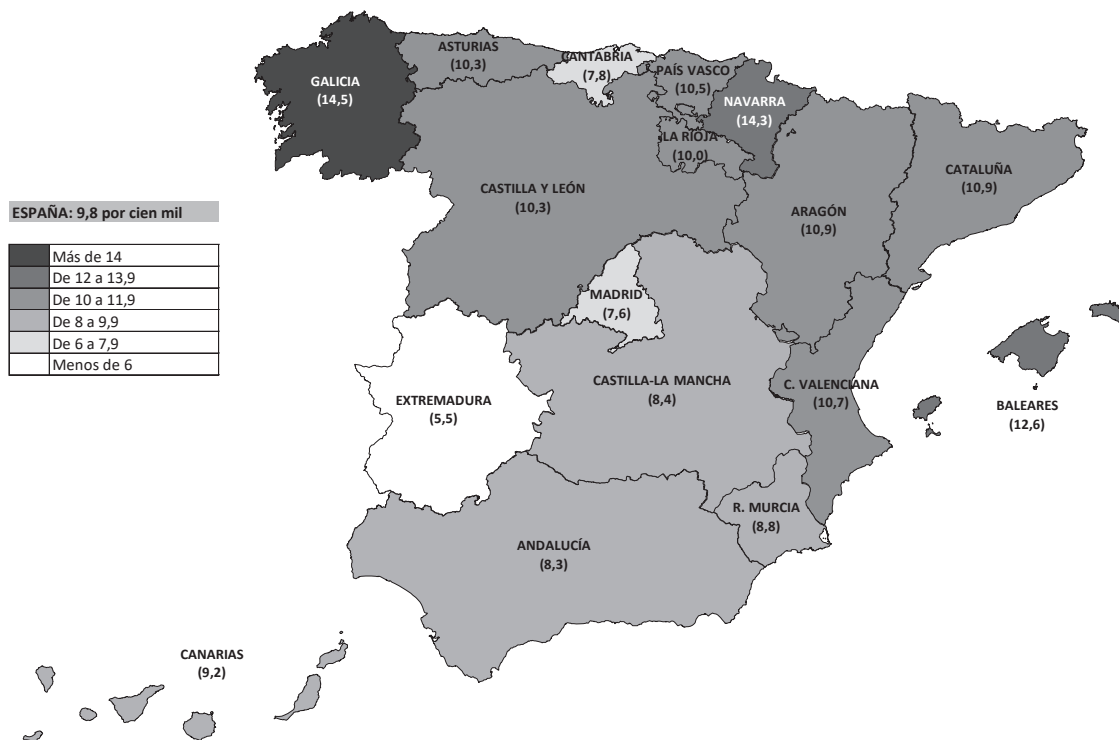 ASTURIAS
(10,3)
CANTABRIA
(7,8)
PAÍS VASCO
(10,5)
GALICIA
(14,5)
NAVARRA
(14,3)
LA RIOJA
(10,0)
CATALUÑA
(10,9)
CASTILLA Y LEÓN
(10,3)
ARAGÓN
(10,9)
ESPAÑA: 9,8 por cien mil
Más de 14
De 12 a 13,9
De 10 a 11,9
De 8 a 9,9
De 6 a 7,9
Menos de 6
MADRID
(7,6)
CASTILLA-LA MANCHA
(8,4)
C. VALENCIANA
(10,7)
EXTREMADURA
(5,5)
BALEARES
(12,6)
R. MURCIA
(8,8)
ANDALUCÍA
(8,3)
CANARIAS
(9,2)